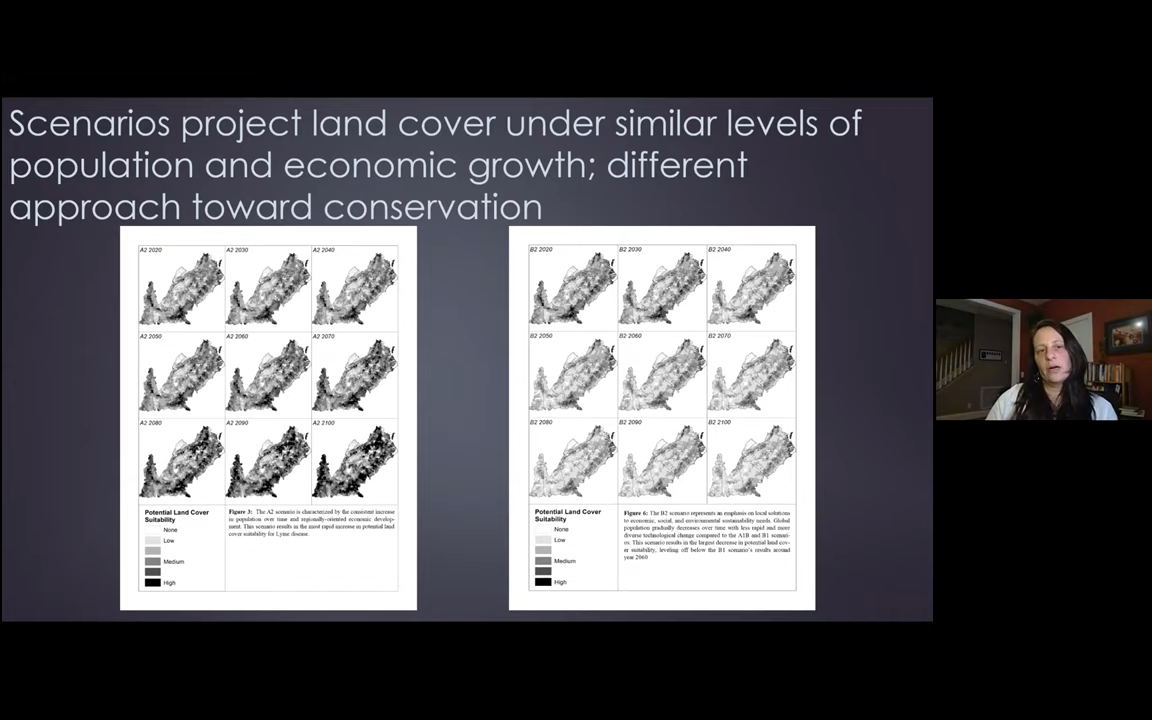 Scenarios project land cover under similar levels of
population and economic growth; different
approach toward conservation
A2 2020
A2 2030
A2 2040
A2 2050
A2 2060
A2 2070
A2 2080
A2 2090
A2 2100
Potential Land Cover
Suitability
None
Low
Medium
High
Figure 3: The A2 scenario is characterized by the consistent increase
in population over time and regionally-oriented economic develop-
ment. This scenario results in the most rapid increase in potential land
cover suitability for Lyme disease.
B2 2020
B2 2030
B2 2040
B2 2050
B2 2060
B2 2070
B2 2080
B2 2090
B2 2100
Potential Land Cover
Suitability
None
Low
Medium
High
Figure 6: The B2 scenario represents an emphasis on local solutions
to economic, social, and environmental sustainability needs. Global
population gradually decreases over time with less rapid and more
diverse technological change compared to the A1B and B1 scenari-
os. This scenario results in the largest decrease in potential land cov-
er suitability, leveling off below the B1 scenario's results around
year 2060